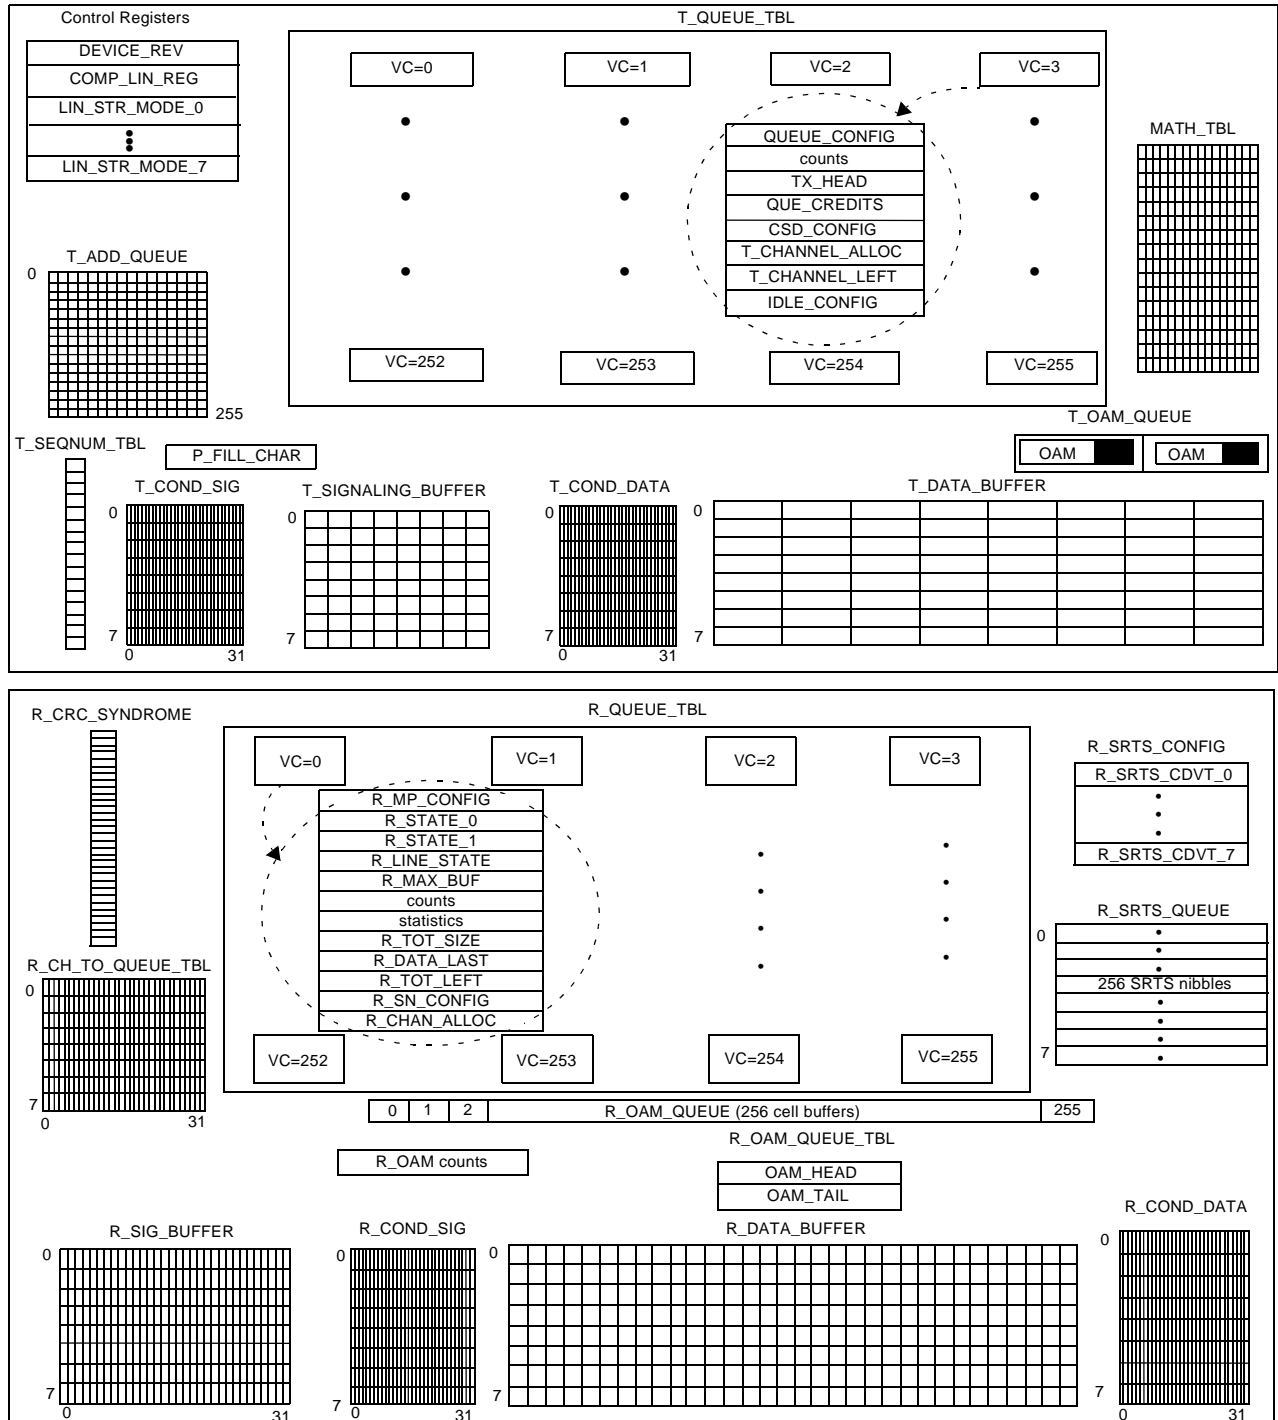 Control Registers
DEVICE_REV
COMP_LIN_REG
LIN_STR_MODE_0
LIN_STR_MODE_7
T_QUEUE_TBL
VC=0
VC=1
VC=2
VC=3
QUEUE_CONFIG
counts
TX_HEAD
QUE_CREDITS
CSD_CONFIG
T_CHANNEL_ALLOC
T_CHANNEL_LEFT
IDLE_CONFIG
VC=252
VC=253
VC=254
VC=255
MATH_TBL
T_ADD_QUEUE
0
255
T_OAM_QUEUE
OAM
OAM
T_SEQNUM_TBL
P_FILL_CHAR
T_COND_SIG
0
7
0
31
T_SIGNALING_BUFFER
0
7
T_COND_DATA
0
7
0
31
T_DATA_BUFFER
0
7
R_CRC_SYNDROME
R_QUEUE_TBL
VC=0
VC=1
VC=2
VC=3
R_MP_CONFIG
R_STATE_0
R_STATE_1
R_LINE_STATE
R_MAX_BUF
counts
statistics
R_TOT_SIZE
R_DATA_LAST
R_TOT_LEFT
R_SN_CONFIG
R_CHAN_ALLOC
VC=252
VC=253
VC=254
VC=255
R_SRTS_CONFIG
R_SRTS_CDVT_0
R_SRTS_CDVT_7
R_SRTS_QUEUE
0
256 SRTS nibbles
7
R_CH_TO_QUEUE_TBL
0
7
0
31
0
1
2
R_OAM_QUEUE (256 cell buffers)
255
R_OAM counts
R_OAM_QUEUE_TBL
OAM_HEAD
OAM_TAIL
R_SIG_BUFFER
0
7
0
31
R_COND_SIG
0
7
0
31
R_DATA_BUFFER
0
7
R_COND_DATA
0
7
0
31